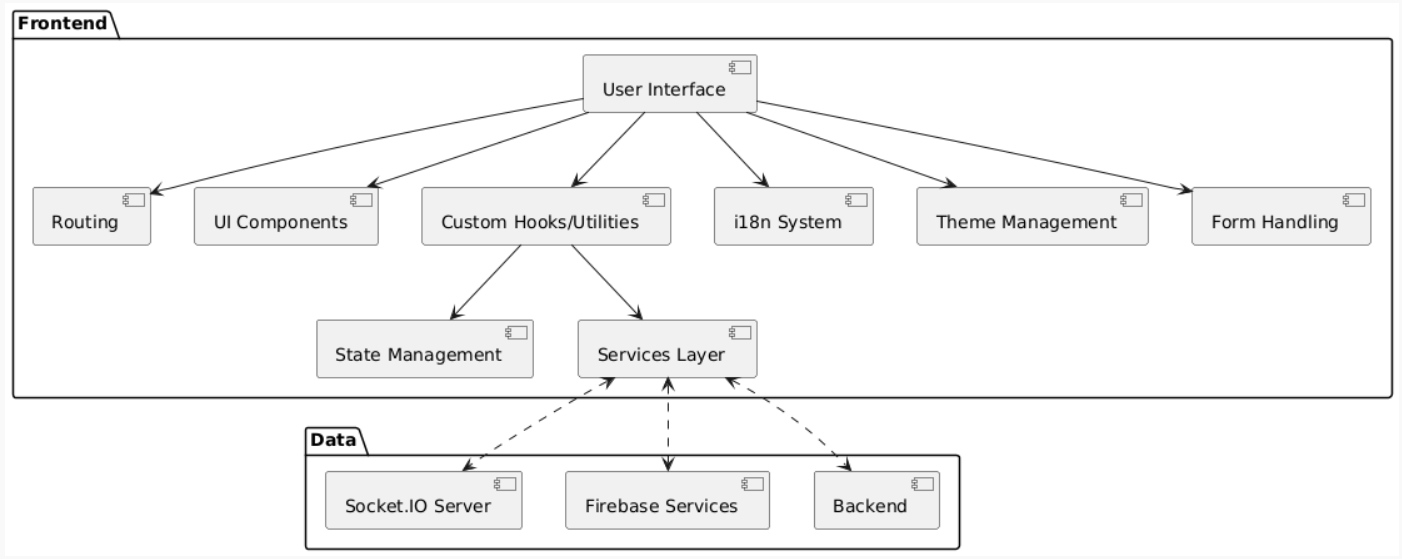 Frontend
User Interface
Routing
UI Components
Custom Hooks/Utilities
i18n System
Theme Management
Form Handling
State Management
Services Layer
Data
Socket.IO Server
Firebase Services
Backend